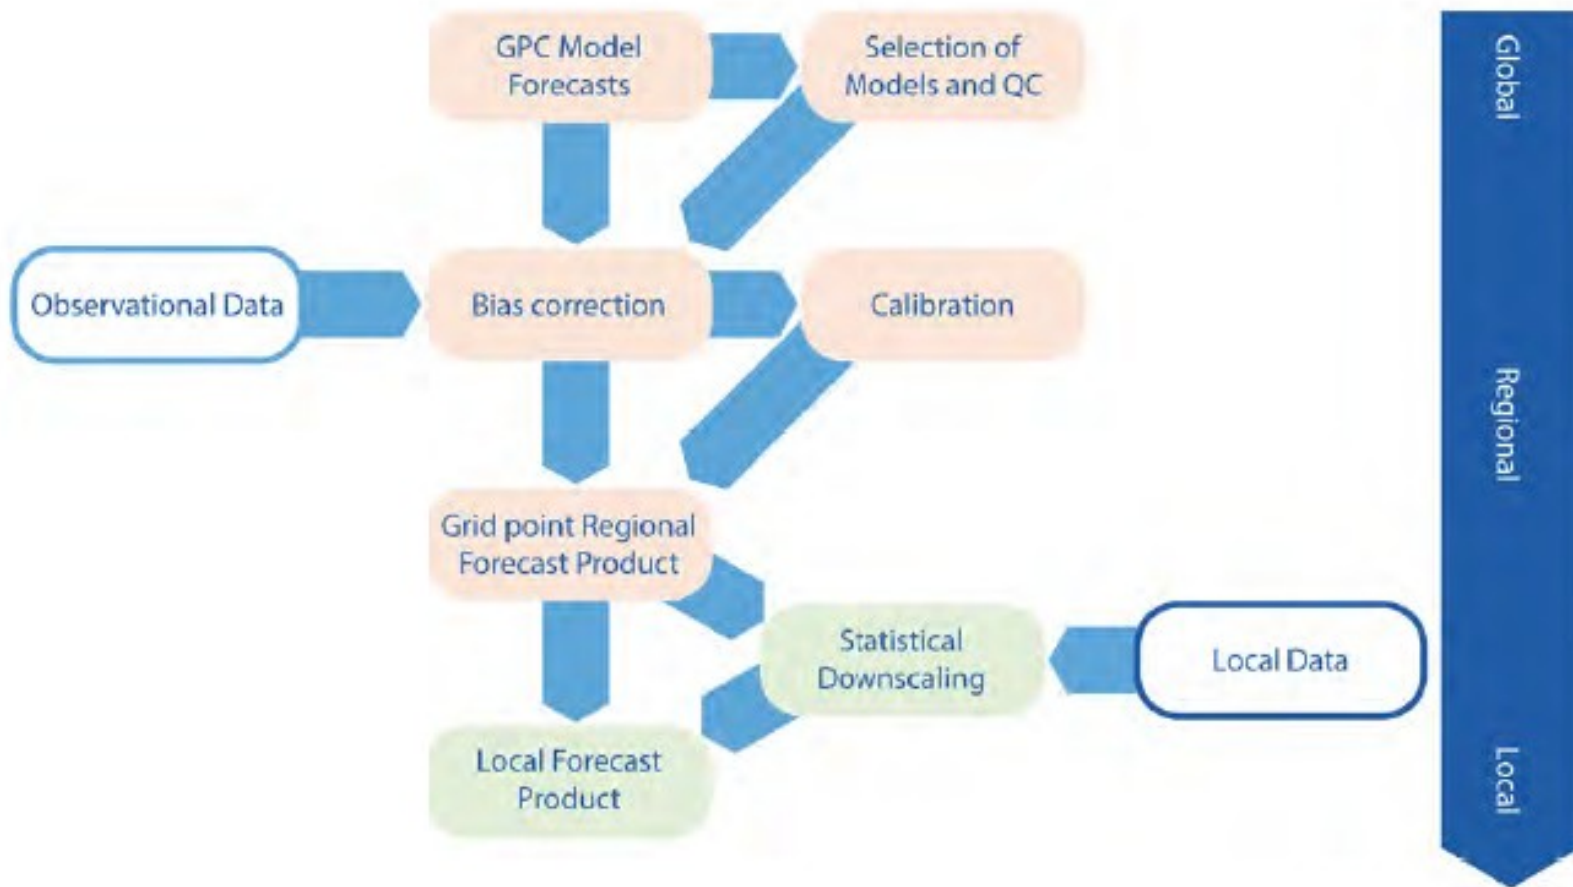 GPC Model
Forecasts
Selection of
Models and QC
Global
Observational Data
Bias correction
Calibration
Regional
Grid point Regional
Forecast Product
Statistical
Downscaling
Local Data
Local Forecast
Product
Local